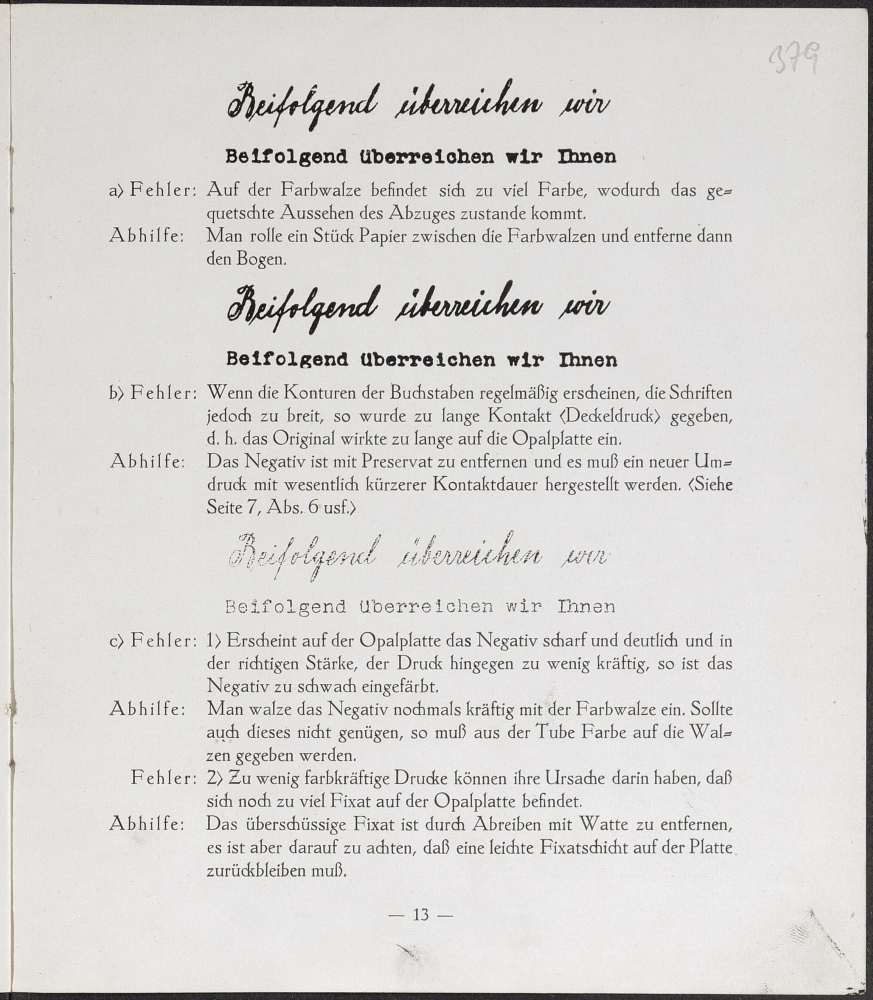 379
Beifolgend überreichen wir
Beifolgend überreichen wir Ihnen
a) Fehler: Auf der Farbwalze befindet sich zu viel Farbe, wodurch das ge=
quetschte Aussehen des Abzuges zustande kommt.
Abhilfe: Man rolle ein Stück Papier zwischen die Farbwalzen und entferne dann
den Bogen.
Beifolgend überreichen wir
Beifolgend überreichen wir Ihnen
b) Fehler: Wenn die Konturen der Buchstaben regelmäßig erscheinen, die Schriften
jedoch zu breit, so wurde zu lange Kontakt (Deckeldruck) gegeben,
d. h. das Original wirkte zu lange auf die Opalplatte ein.
Abhilfe: Das Negativ ist mit Preservat zu entfernen und es muß ein neuer Um=
druck mit wesentlich kürzerer Kontaktdauer hergestellt werden. (Siehe
Seite 7, Abs. 6 usf.)
Beifolgend überreichen wir
Beifolgend überreichen wir Ihnen
c) Fehler: 1) Erscheint auf der Opalplatte das Negativ scharf und deutlich und in
der richtigen Stärke, der Druck hingegen zu wenig kräftig, so ist das
Negativ zu schwach eingefärbt.
Abhilfe: Man walze das Negativ nochmals kräftig mit der Farbwalze ein. Sollte
auch dieses nicht genügen, so muß aus der Tube Farbe auf die Wal=
zen gegeben werden.
Fehler: 2) Zu wenig farbkräftige Drucke können ihre Ursache darin haben, daß
sich noch zu viel Fixat auf der Opalplatte befindet.
Abhilfe: Das überschüssige Fixat ist durch Abreiben mit Watte zu entfernen,
es ist aber darauf zu achten, daß eine leichte Fixatschicht auf der Platte
zurückbleiben muß.
— 13 —